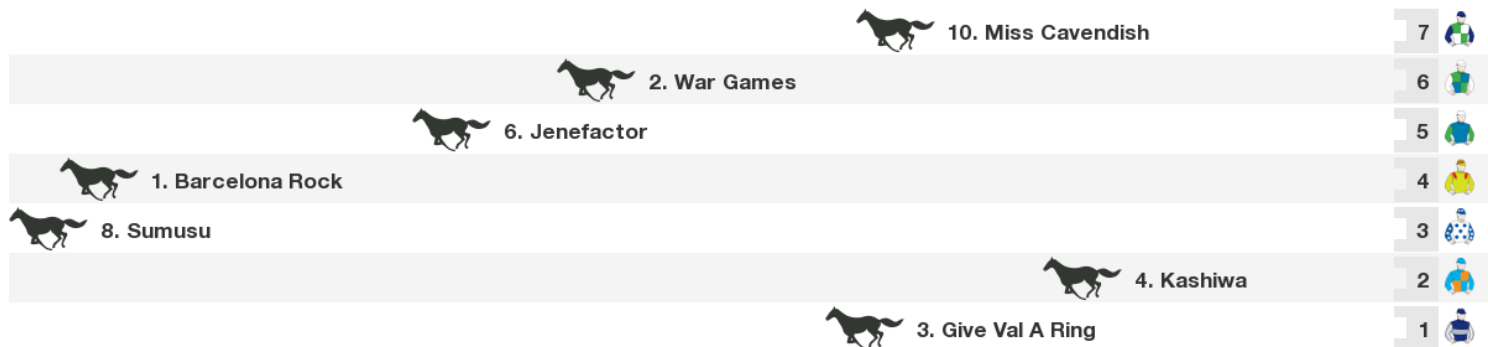 10. Miss Cavendish 7
2. War Games 6
6. Jenefactor 5
1. Barcelona Rock 4
8. Sumusu 3
4. Kashiwa 2
3. Give Val A Ring 1